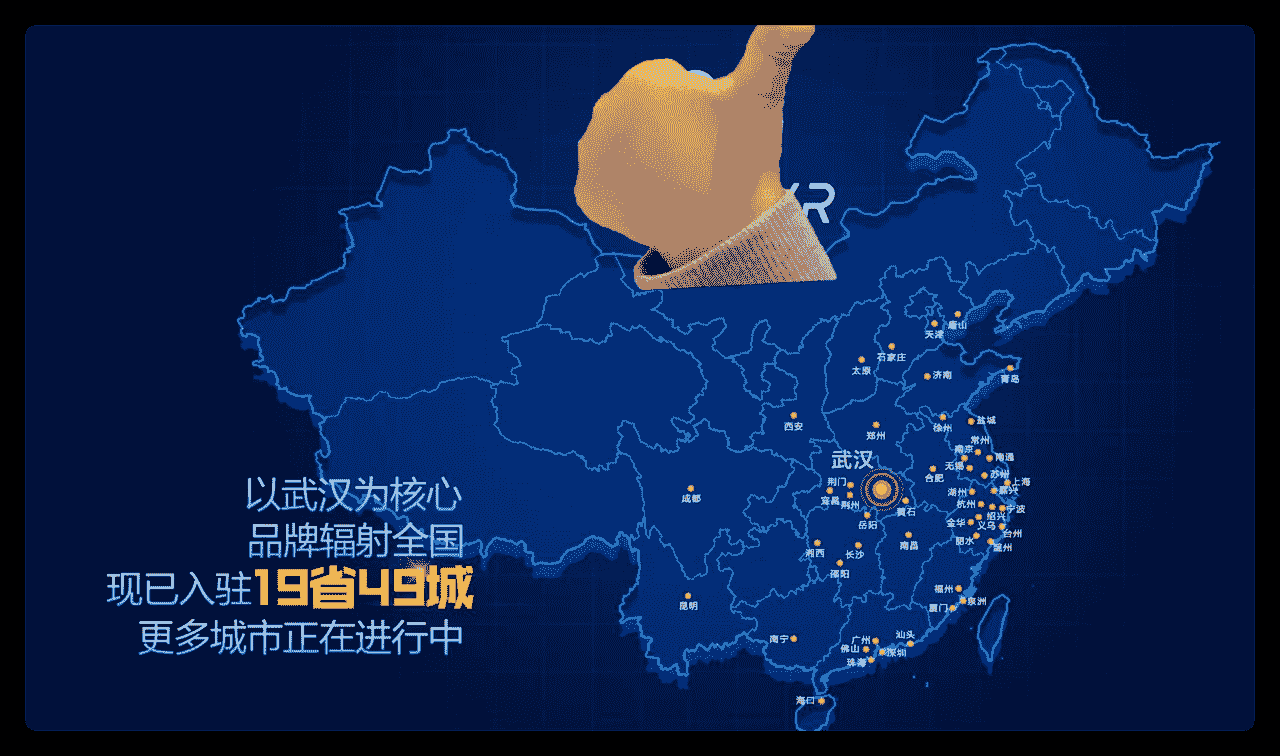 R
天津
唐山
石家庄
太原
济南
青岛
西安
郑州
徐州
盐城
常州
南京
南通
无锡
苏州
上海
合肥
武汉
荆门
宜昌
荆州
黄石
湖州
嘉兴
杭州
宁波
绍兴
金华
义乌
台州
丽水
温州
岳阳
成都
湘西
长沙
南昌
邵阳
昆明
福州
泉州
厦门
南宁
广州
汕头
佛山
深圳
珠海
海口
以武汉为核心
品牌辐射全国
现已入驻19省49城
更多城市正在进行中